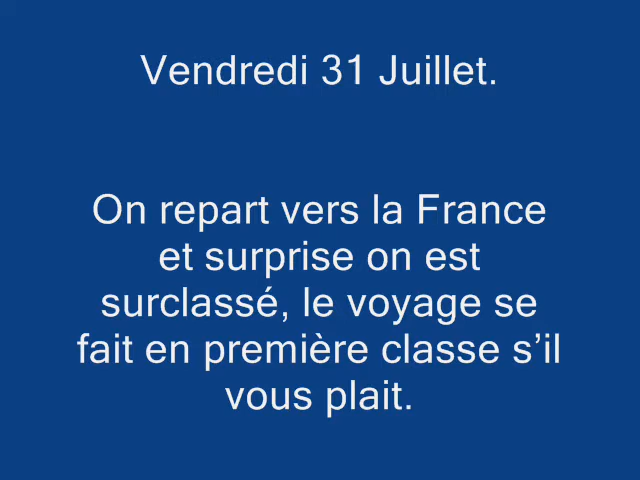 Vendredi 31 Juillet.
On repart vers la France
et surprise on est
surclassé, le voyage se
fait en première classe s’il
vous plait.